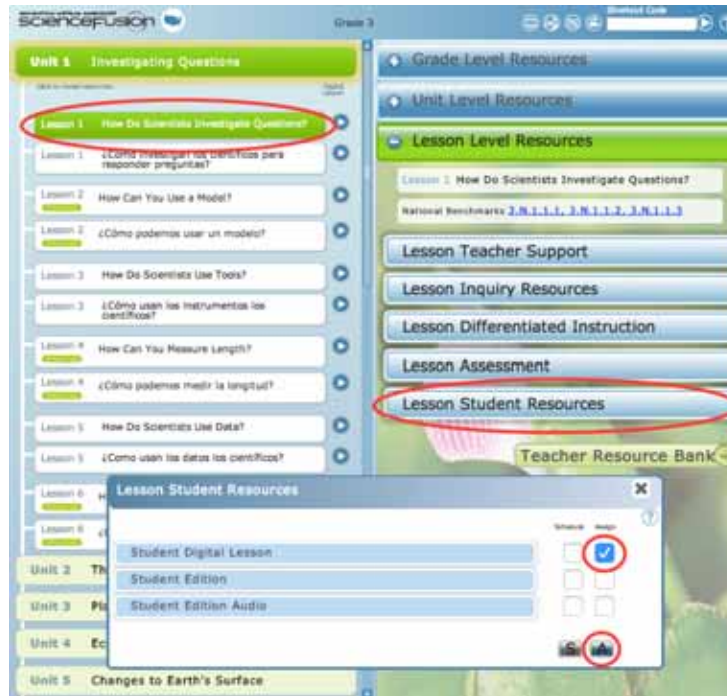 sciencefusion
Grade 3
Unit 1 Investigating Questions
Lesson 1 How Do Scientists Investigate Questions?
Lesson 1 ¿Cómo investigan los científicos para
responder preguntas?
Lesson 2 How Can You Use a Model?
Lesson 2 ¿Cómo podemos usar un modelo?
Lesson 3 How Do Scientists Use Tools?
Lesson 3 ¿Cómo usan los instrumentos los
científicos?
Lesson 4 How Can You Measure Length?
Lesson 4 ¿Cómo podemos medir la longitud?
Lesson 5 How Do Scientists Use Data?
Lesson 5 ¿Como usan los datos los científicos?
Lesson 6
Lesson 6
Unit 2 Th
Unit 3 Pl
Unit 4 Ec
Unit 5 Changes to Earth's Surface
Grade Level Resources
Unit Level Resources
Lesson Level Resources
Lesson 1 How Do Scientists Investigate Questions?
National Benchmarks 3.N.1.1.1, 3.N.1.1.2, 3.N.1.1.3
Lesson Teacher Support
Lesson Inquiry Resources
Lesson Differentiated Instruction
Lesson Assessment
Lesson Student Resources
Teacher Resource Bank
Lesson Student Resources
Schedule Assign
Student Digital Lesson
Student Edition
Student Edition Audio
S A